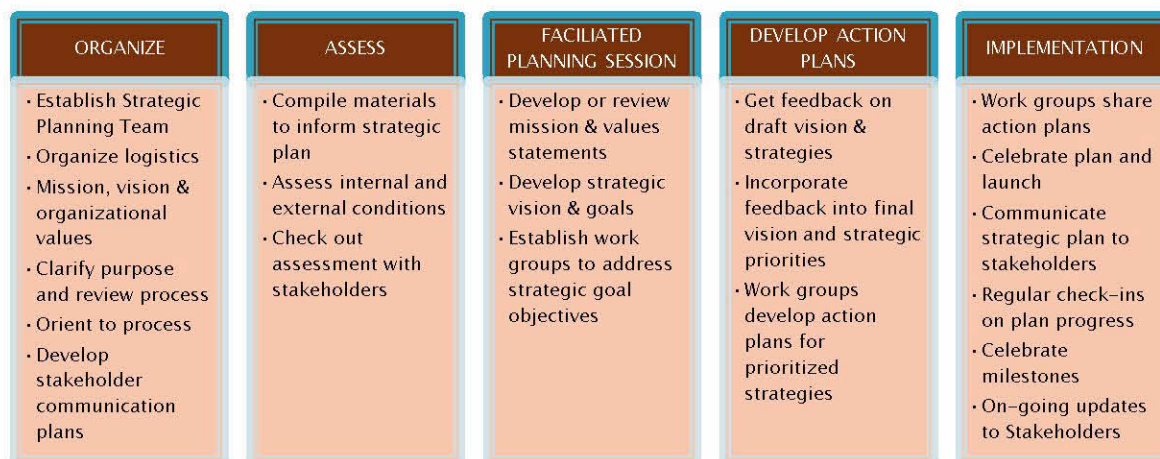 ORGANIZE
· Establish Strategic
Planning Team
· Organize logistics
· Mission, vision &
organizational
values
· Clarify purpose
and review process
· Orient to process
· Develop
stakeholder
communication
plans
ASSESS
· Compile materials
to inform strategic
plan
· Assess internal and
external conditions
· Check out
assessment with
stakeholders
FACILIATED
PLANNING SESSION
· Develop or review
mission & values
statements
· Develop strategic
vision & goals
· Establish work
groups to address
strategic goal
objectives
DEVELOP ACTION
PLANS
· Get feedback on
draft vision &
strategies
· Incorporate
feedback into final
vision and strategic
priorities
· Work groups
develop action
plans for
prioritized
strategies
IMPLEMENTATION
· Work groups share
action plans
· Celebrate plan and
launch
· Communicate
strategic plan to
stakeholders
· Regular check-ins
on plan progress
· Celebrate
milestones
· On-going updates
to Stakeholders